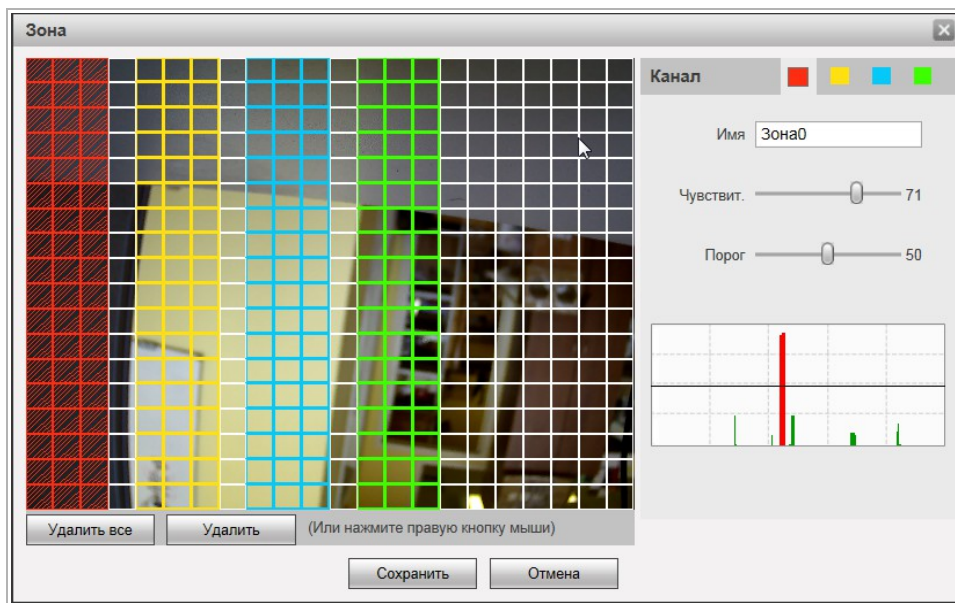 Зона
Канал
Имя Зона0
Чувствит. 71
Порог 50
Удалить все Удалить (Или нажмите правую кнопку мыши)
Сохранить Отмена